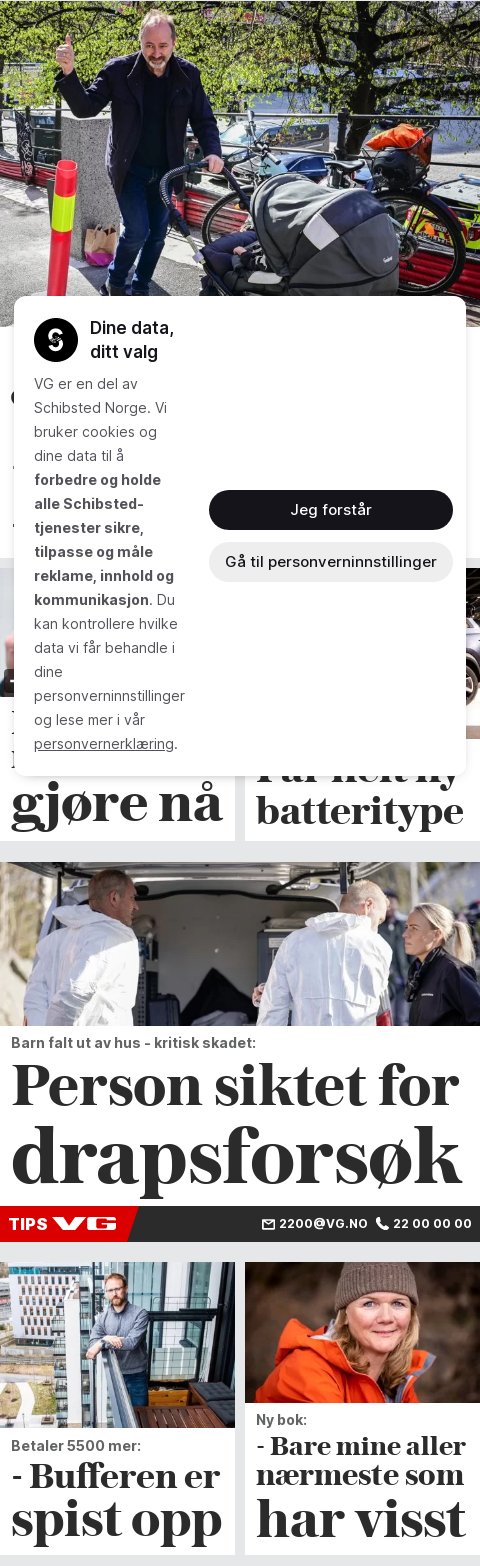 Dine data,
ditt valg
VG er en del av
Schibsted Norge. Vi
bruker cookies og
dine data til å
forbedre og holde
alle Schibsted-
tjenester sikre,
tilpasse og måle
reklame, innhold og
kommunikasjon. Du
kan kontrollere hvilke
data vi får behandle i
dine
personverninnstillinger
og lese mer i vår
personvernerklæring.
Jeg forstår
Gå til personverninnstillinger
gjøre nå
batteritype
Barn falt ut av hus - kritisk skadet:
Person siktet for
drapsforsøk
TIPS VG
2200@VG.NO 22 00 00 00
Betaler 5500 mer:
- Bufferen er
spist opp
Ny bok:
- Bare mine aller
nærmeste som
har visst